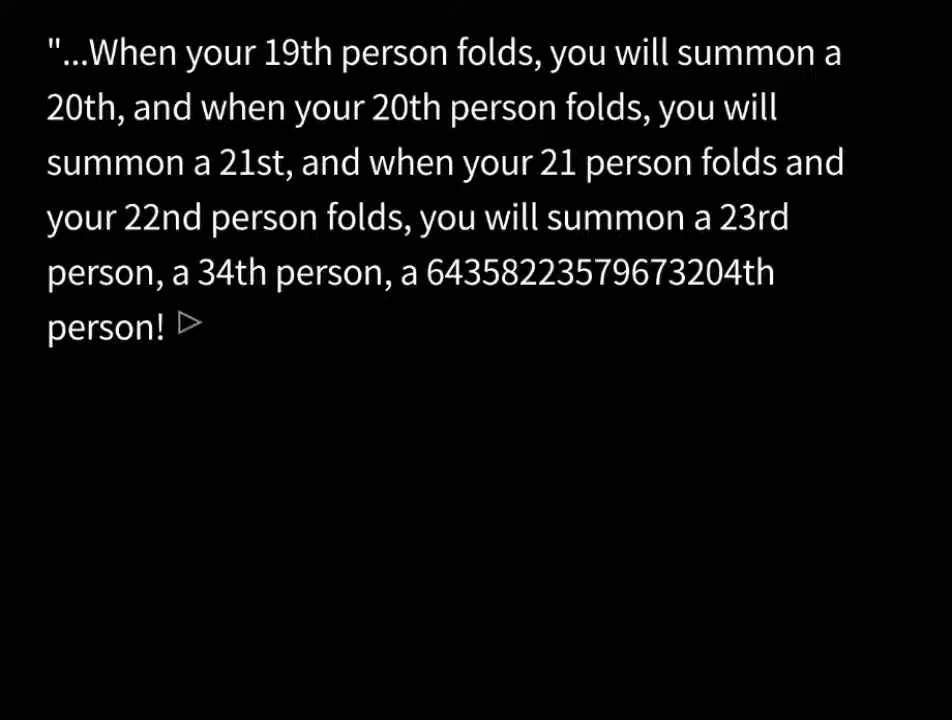 "...When your 19th person folds, you will summon a
20th, and when your 20th person folds, you will
summon a 21st, and when your 21 person folds and
your 22nd person folds, you will summon a 23rd
person, a 34th person, a 64358223579673204th
person!